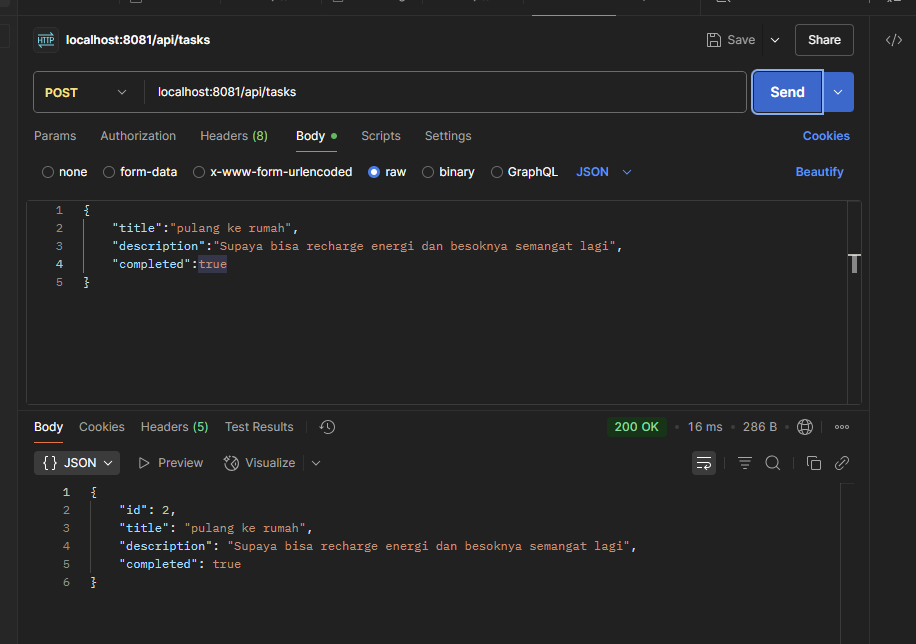 HTTP localhost:8081/api/tasks Save Share </>
POST localhost:8081/api/tasks Send
Params Authorization Headers (8) Body Scripts Settings Cookies
none form-data x-www-form-urlencoded raw binary GraphQL JSON Beautify
1 {
2 "title":"pulang ke rumah",
3 "description":"Supaya bisa recharge energi dan besoknya semangat lagi",
4 "completed":true
5 }
Body Cookies Headers (5) Test Results 200 OK • 16 ms • 286 B •
{} JSON Preview Visualize
1 {
2 "id": 2,
3 "title": "pulang ke rumah",
4 "description": "Supaya bisa recharge energi dan besoknya semangat lagi",
5 "completed": true
6 }